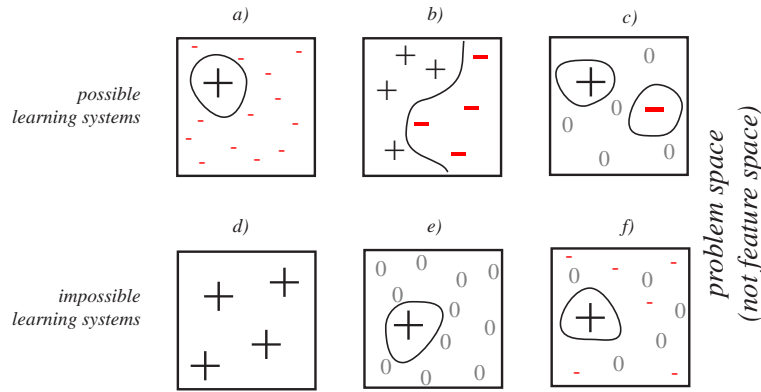 a) b) c)
possible
learning systems
d) e) f)
impossible
learning systems
problem space
(not feature space)